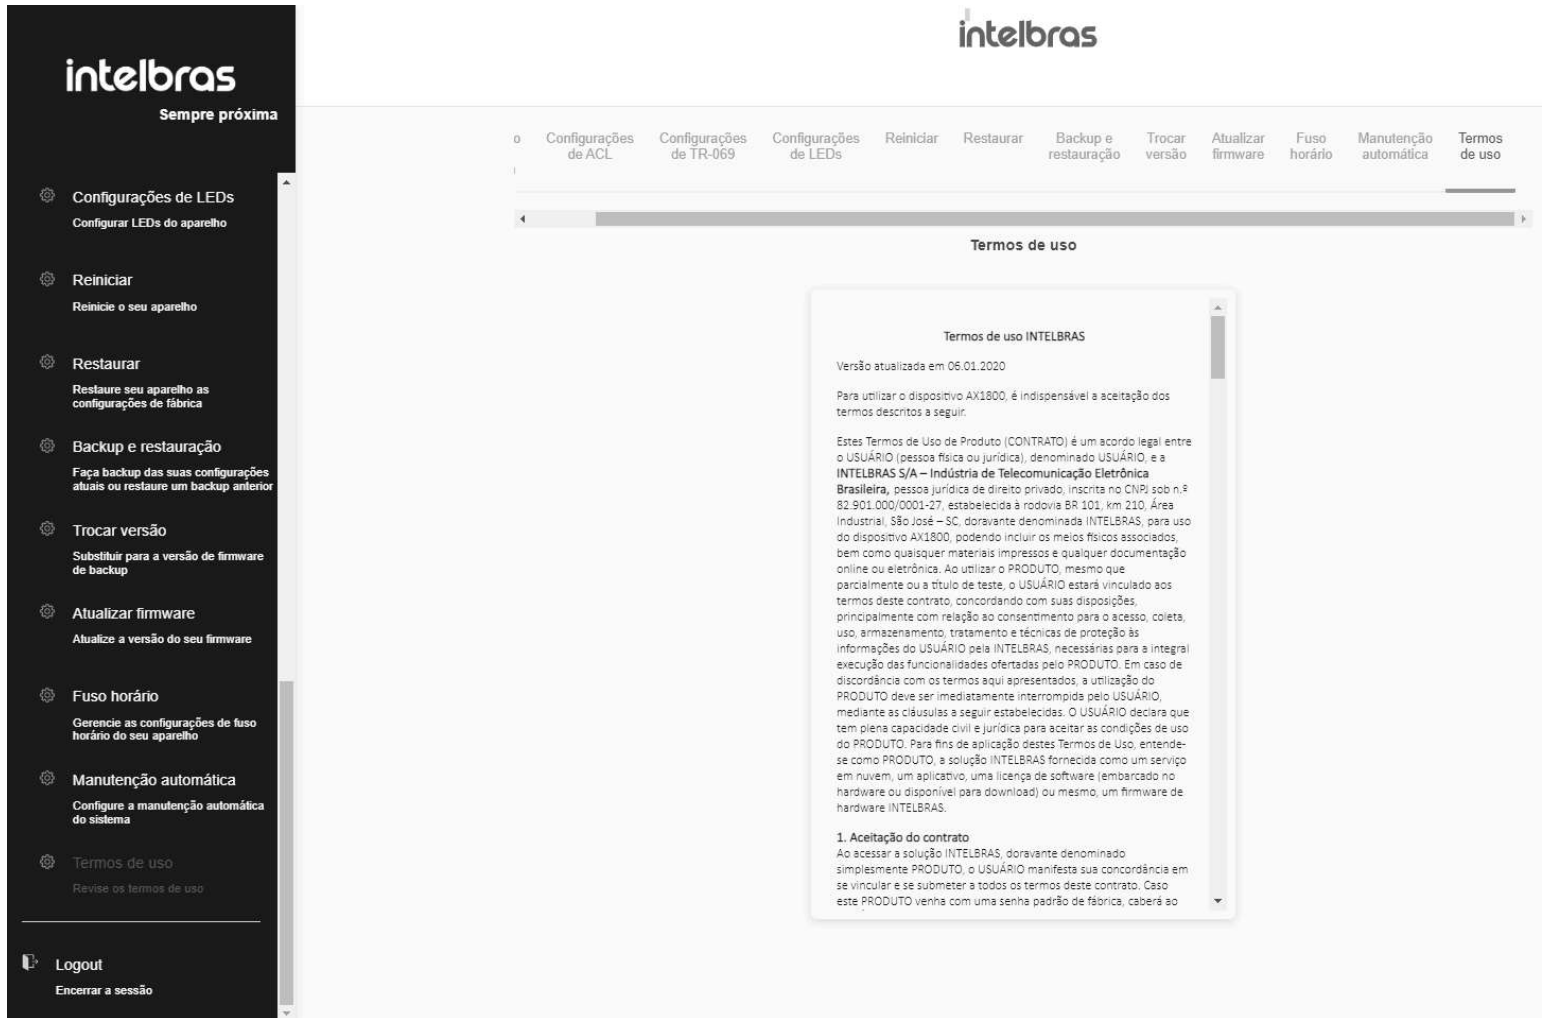 intelbras
Sempre próxima
Configurações de LEDs
Configurar LEDs do aparelho
Reiniciar
Reinicie o seu aparelho
Restaurar
Restaure seu aparelho as
configurações de fábrica
Backup e restauração
Faça backup das suas configurações
atuais ou restaure um backup anterior
Trocar versão
Substituir para a versão de firmware
de backup
Atualizar firmware
Atualize a versão do seu firmware
Fuso horário
Gerencie as configurações de fuso
horário do seu aparelho
Manutenção automática
Configure a manutenção automática
do sistema
Termos de uso
Revise os termos de uso
Logout
Encerrar a sessão
intelbras
Configurações
de ACL
Configurações
de TR-069
Configurações
de LEDs
Reiniciar
Restaurar
Backup e
restauração
Trocar
versão
Atualizar
firmware
Fuso
horário
Manutenção
automática
Termos
de uso
Termos de uso
Termos de uso INTELBRAS
Versão atualizada em 06.01.2020
Para utilizar o dispositivo AX1800, é indispensável a aceitação dos
termos descritos a seguir.
Estes Termos de Uso de Produto (CONTRATO) é um acordo legal entre
o USUÁRIO (pessoa física ou jurídica), denominado USUÁRIO, e a
INTELBRAS S/A – Indústria de Telecomunicação Eletrônica
Brasileira, pessoa jurídica de direito privado, inscrita no CNPJ sob n.º
82.901.000/0001-27, estabelecida à rodovia BR 101, km 210, Área
Industrial, São José – SC, doravante denominada INTELBRAS, para uso
do dispositivo AX1800, podendo incluir os meios físicos associados,
bem como quaisquer materiais impressos e qualquer documentação
online ou eletrônica. Ao utilizar o PRODUTO, mesmo que
parcialmente ou a título de teste, o USUÁRIO estará vinculado aos
termos deste contrato, concordando com suas disposições,
principalmente com relação ao consentimento para o acesso, coleta,
uso, armazenamento, tratamento e técnicas de proteção às
informações do USUÁRIO pela INTELBRAS, necessárias para a integral
execução das funcionalidades ofertadas pelo PRODUTO. Em caso de
discordância com os termos aqui apresentados, a utilização do
PRODUTO deve ser imediatamente interrompida pelo USUÁRIO,
mediante as cláusulas a seguir estabelecidas. O USUÁRIO declara que
tem plena capacidade civil e jurídica para aceitar as condições de uso
do PRODUTO. Para fins de aplicação destes Termos de Uso, entende-
se como PRODUTO, a solução INTELBRAS fornecida como um serviço
em nuvem, um aplicativo, uma licença de software (embarcado no
hardware ou disponível para download) ou mesmo, um firmware de
hardware INTELBRAS.
1. Aceitação do contrato
Ao acessar a solução INTELBRAS, doravante denominado
simplesmente PRODUTO, o USUÁRIO manifesta sua concordância em
se vincular e se submeter a todos os termos deste contrato. Caso
este PRODUTO venha com uma senha padrão de fábrica, caberá ao